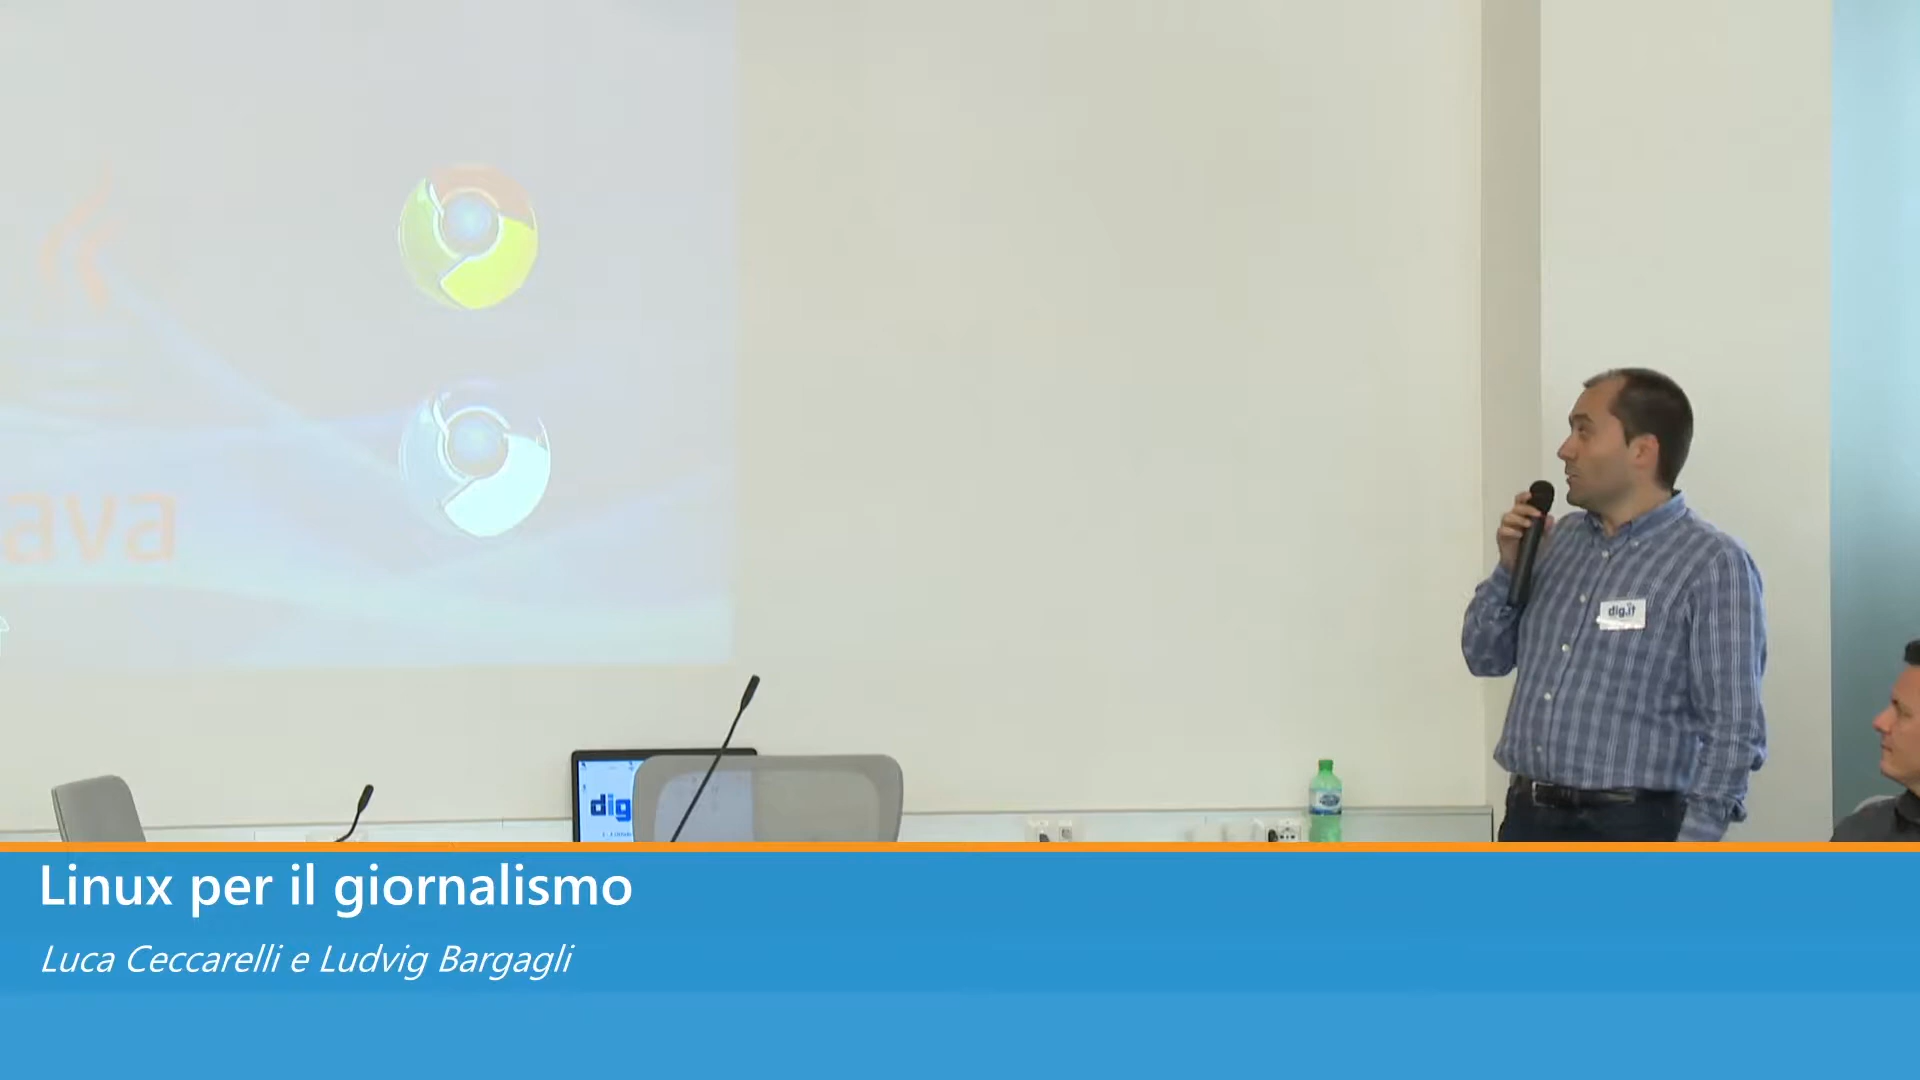 ava
dig.it
dig
Linux per il giornalismo
Luca Ceccarelli e Ludvig Bargagli